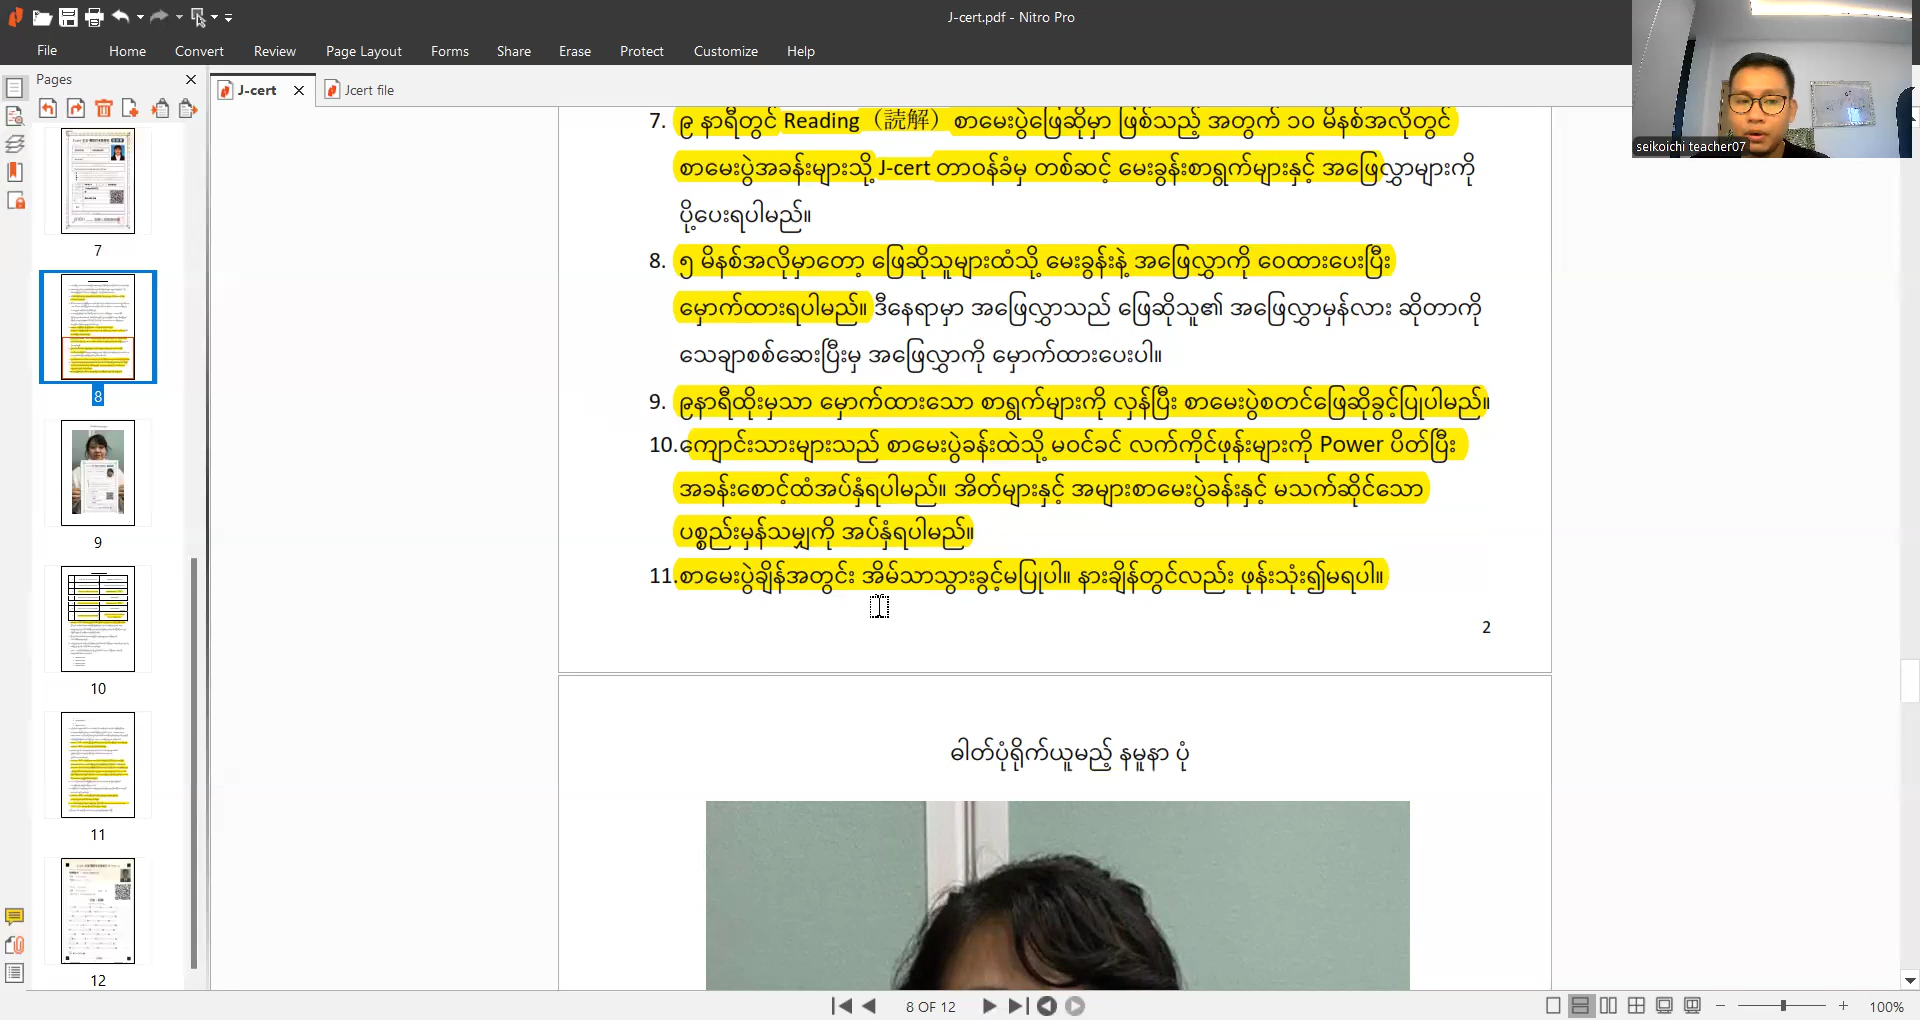 J-cert.pdf - Nitro Pro
File Home Convert Review Page Layout Forms Share Erase Protect Customize Help
Pages
J-cert
Jcert file
seikoichi teacher07
7
8
9
10
11
12
7. ၉ နာရီတွင် Reading（読解）စာမေးပွဲဖြေဆိုမှာ ဖြစ်သည့် အတွက် ၁၀ မိနစ်အလိုတွင်
စာမေးပွဲအခန်းများသို့ J-cert တာဝန်ခံမှ တစ်ဆင့် မေးခွန်းစာရွက်များနှင့် အဖြေလွှာများကို
ပို့ပေးရပါမည်။
8. ၅ မိနစ်အလိုမှာတော့ ဖြေဆိုသူများထံသို့ မေးခွန်းနဲ့ အဖြေလွှာကို ဝေထားပေးပြီး
မှောက်ထားရပါမည်။ ဒီနေရာမှာ အဖြေလွှာသည် ဖြေဆိုသူ၏ အဖြေလွှာမှန်လား ဆိုတာကို
သေချာစစ်ဆေးပြီးမှ အဖြေလွှာကို မှောက်ထားပေးပါ။
9. ၉နာရီထိုးမှသာ မှောက်ထားသော စာရွက်များကို လှန်ပြီး စာမေးပွဲစတင်ဖြေဆိုခွင့်ပြုပါမည်။
10.ကျောင်းသားများသည် စာမေးပွဲခန်းထဲသို့ မဝင်ခင် လက်ကိုင်ဖုန်းများကို Power ပိတ်ပြီး
အခန်းစောင့်ထံအပ်နှံရပါမည်။ အိတ်များနှင့် အများစာမေးပွဲခန်းနှင့် မသက်ဆိုင်သော
ပစ္စည်းမှန်သမျှကို အပ်နှံရပါမည်။
11.စာမေးပွဲချိန်အတွင်း အိမ်သာသွားခွင့်မပြုပါ။ နားချိန်တွင်လည်း ဖုန်းသုံး၍မရပါ။
2
ဓါတ်ပုံရိုက်ယူမည့် နမူနာ ပုံ
8 OF 12
100%